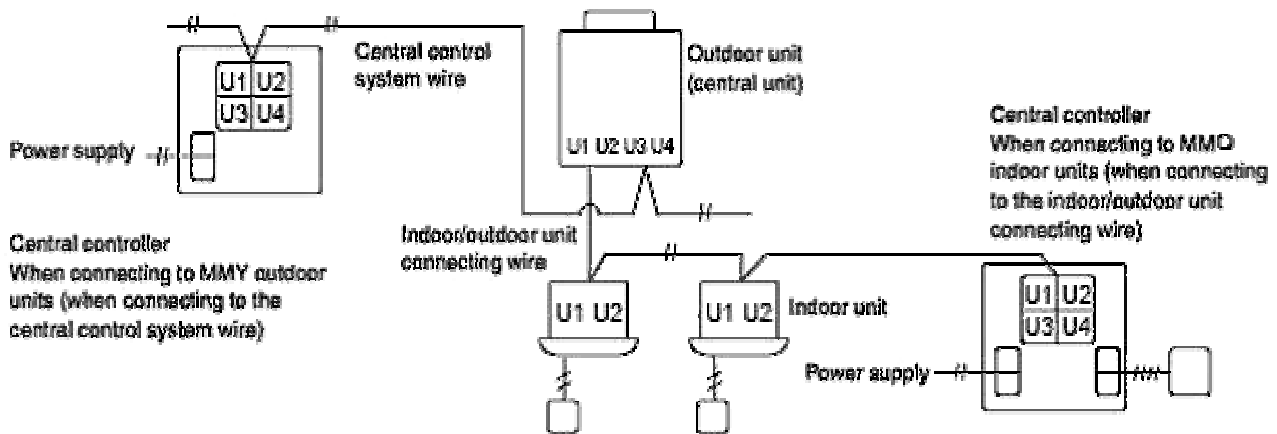 Central control
system wire
U1 U2
U3 U4
Power supply
Central controller
When connecting to MMY outdoor
units (when connecting to the
central control system wire)
Outdoor unit
(central unit)
U1 U2 U3 U4
Indoor/outdoor unit
connecting wire
U1 U2
U1 U2
Indoor unit
Central controller
When connecting to MMD
indoor units (when connecting
to the indoor/outdoor unit
connecting wire)
U1 U2
U3 U4
Power supply